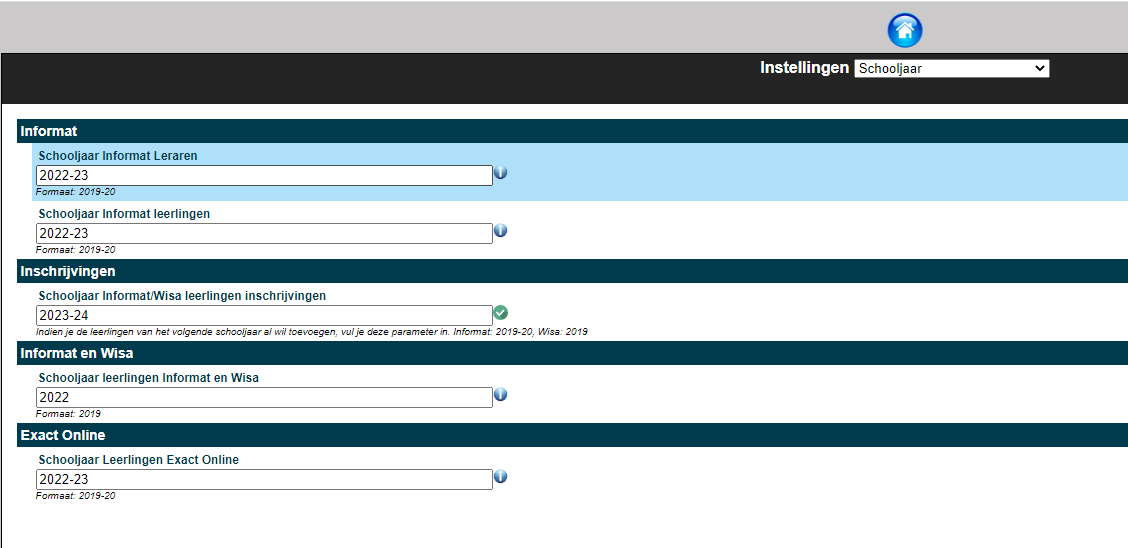 Instellingen Schooljaar
Informat
Schooljaar Informat Leraren
2022-23
Formaat: 2019-20
Schooljaar Informat leerlingen
2022-23
Formaat: 2019-20
Inschrijvingen
Schooljaar Informat/Wisa leerlingen inschrijvingen
2023-24
Indien je de leerlingen van het volgende schooljaar al wil toevoegen, vul je deze parameter in. Informat: 2019-20, Wisa: 2019
Informat en Wisa
Schooljaar leerlingen Informat en Wisa
2022
Formaat: 2019
Exact Online
Schooljaar Leerlingen Exact Online
2022-23
Formaat: 2019-20